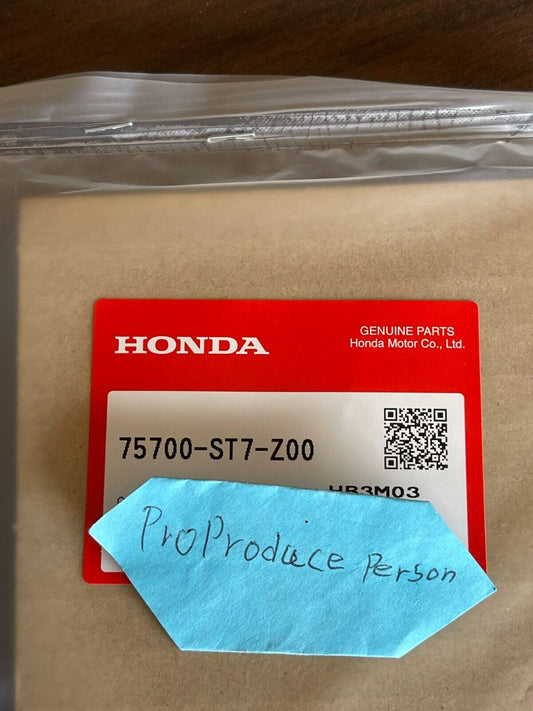 HONDA
GENUINE PARTS
Honda Motor Co., Ltd.
75700-ST7-Z00
HB3M03
ProProduce Person